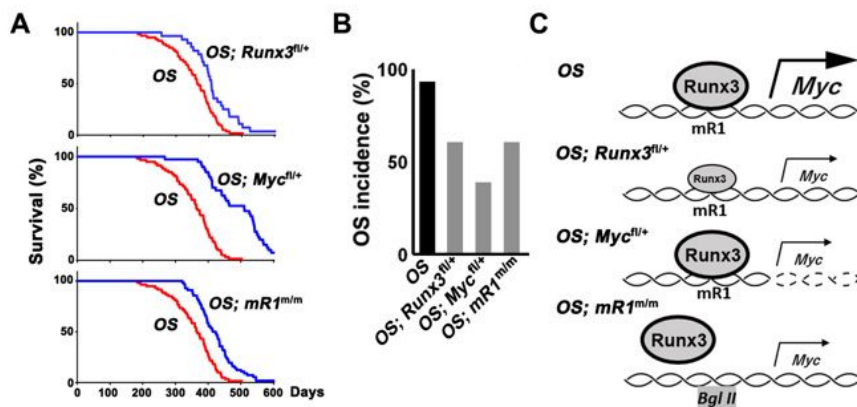 A
100
50
0
OS; Runx3fl/+
OS
100
50
0
OS; Mycfl/+
OS
100
50
0
OS; mR1m/m
OS
0 100 200 300 400 500 600 Days
Survival (%)
B
100
50
0
OS incidence (%)
OS
OS; Runx3fl/+
OS; Mycfl/+
OS; mR1m/m
C
OS
Runx3
Myc
mR1
OS; Runx3fl/+
Runx3
Myc
mR1
OS; Mycfl/+
Runx3
Myc
mR1
OS; mR1m/m
Runx3
Myc
Bgl II